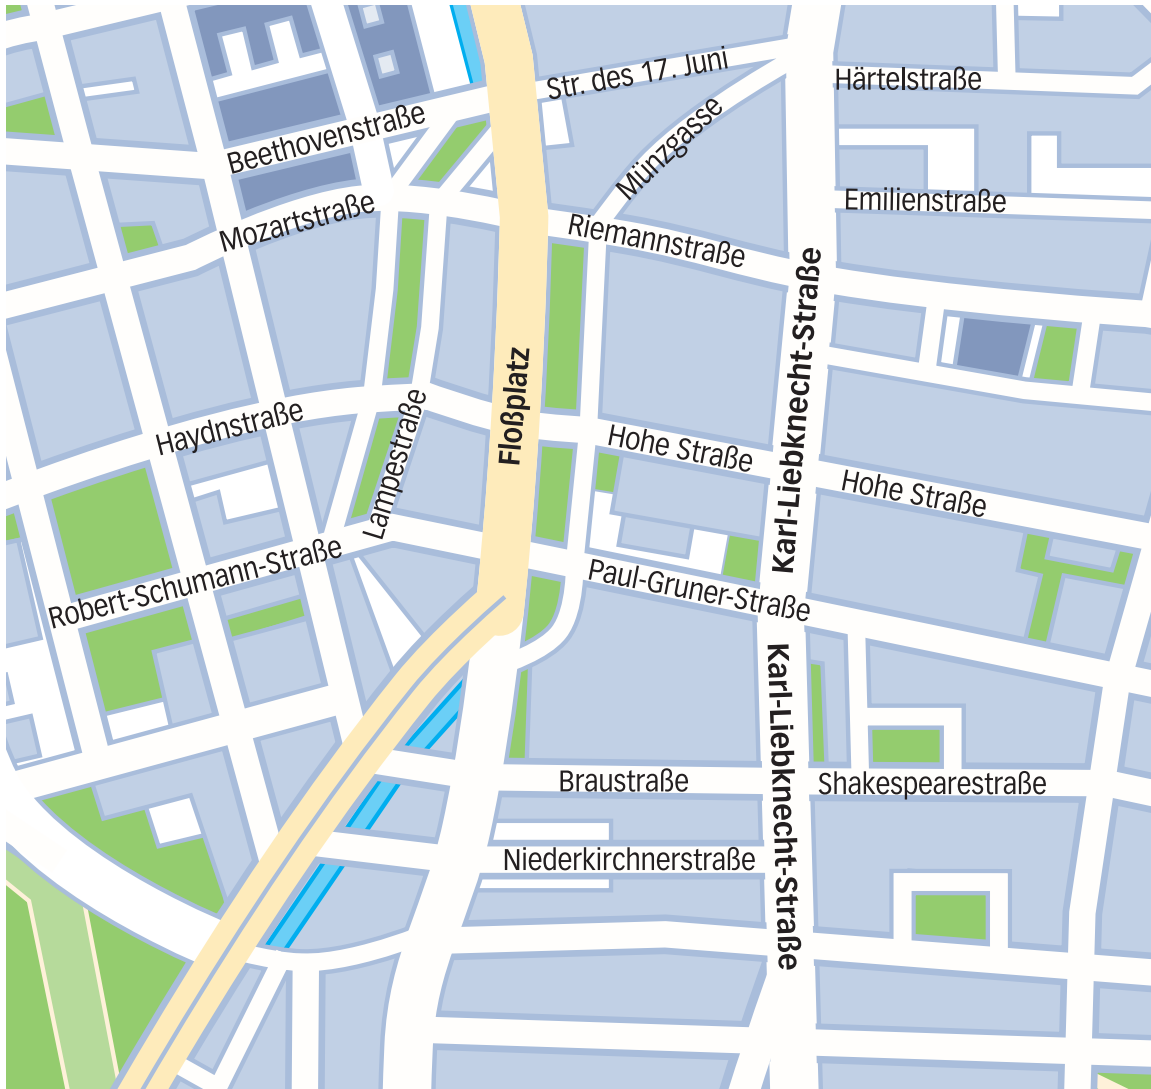 Str. des 17. Juni
Härtelstraße
Beethovenstraße
Münzgasse
Emilienstraße
Mozartstraße
Riemannstraße
Karl-Liebknecht-Straße
Floßplatz
Haydnstraße
Lampestraße
Hohe Straße
Hohe Straße
Robert-Schumann-Straße
Paul-Gruner-Straße
Karl-Liebknecht-Straße
Braustraße
Shakespearestraße
Niederkirchnerstraße